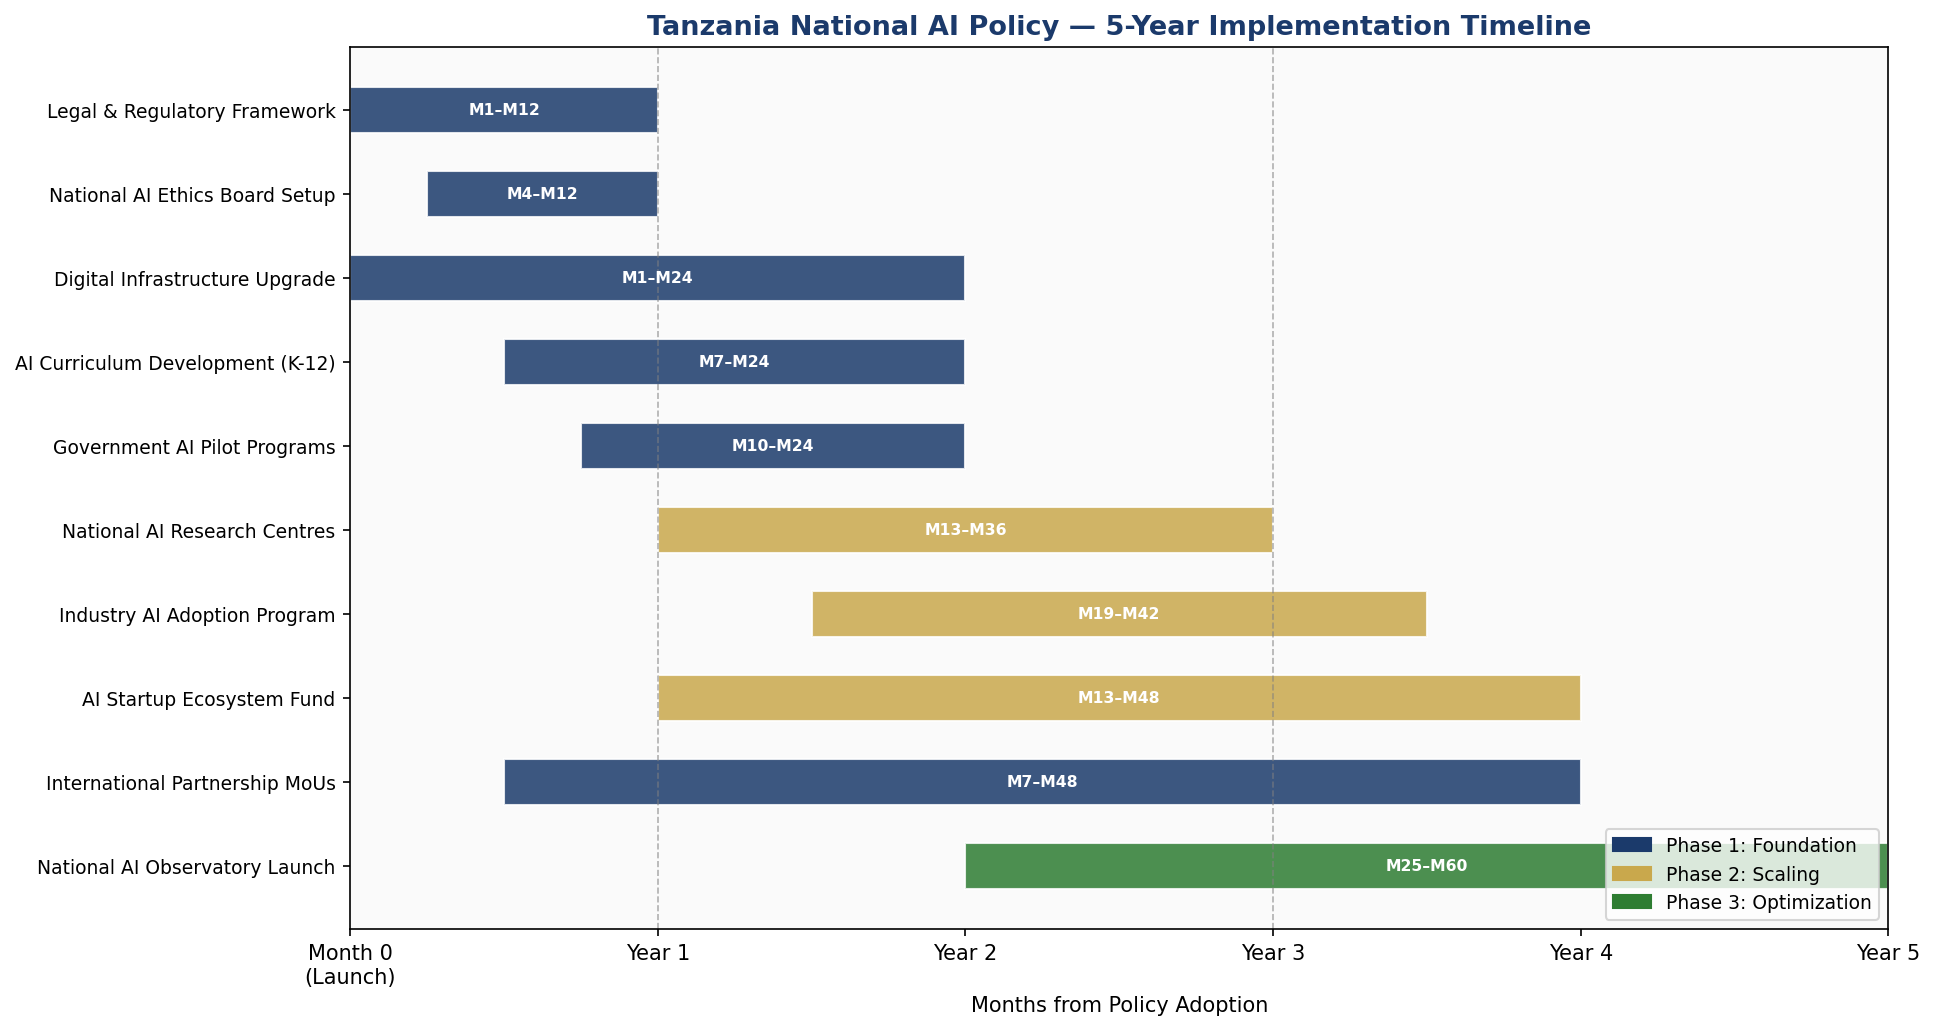 Tanzania National AI Policy — 5-Year Implementation Timeline
Legal & Regulatory Framework
M1–M12
National AI Ethics Board Setup
M4–M12
Digital Infrastructure Upgrade
M1–M24
AI Curriculum Development (K-12)
M7–M24
Government AI Pilot Programs
M10–M24
National AI Research Centres
M13–M36
Industry AI Adoption Program
M19–M42
AI Startup Ecosystem Fund
M13–M48
International Partnership MoUs
M7–M48
National AI Observatory Launch
M25–M60
Phase 1: Foundation
Phase 2: Scaling
Phase 3: Optimization
Month 0
(Launch)
Year 1
Year 2
Year 3
Year 4
Year 5
Months from Policy Adoption